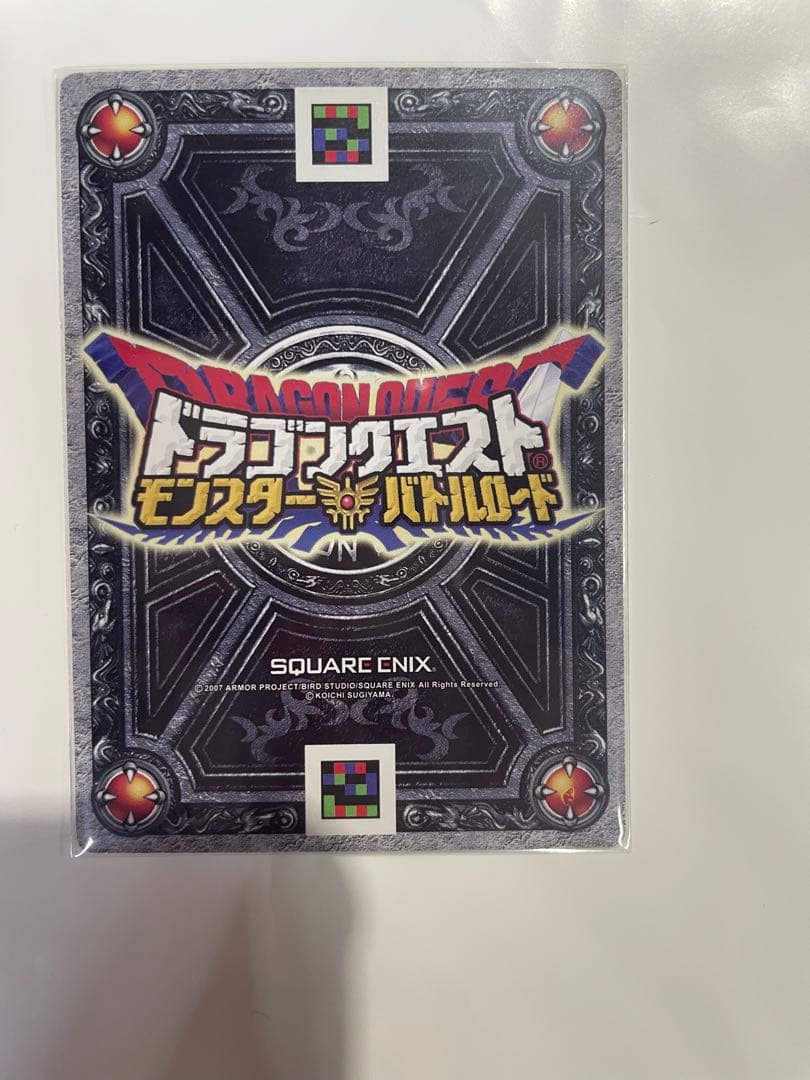 DRAGON QUEST
ドラゴンクエスト®
モンスターバトルロード
SQUARE ENIX®
©2007 ARMOR PROJECT/BIRD STUDIO/SQUARE ENIX All Rights Reserved.
©KOICHI SUGIYAMA